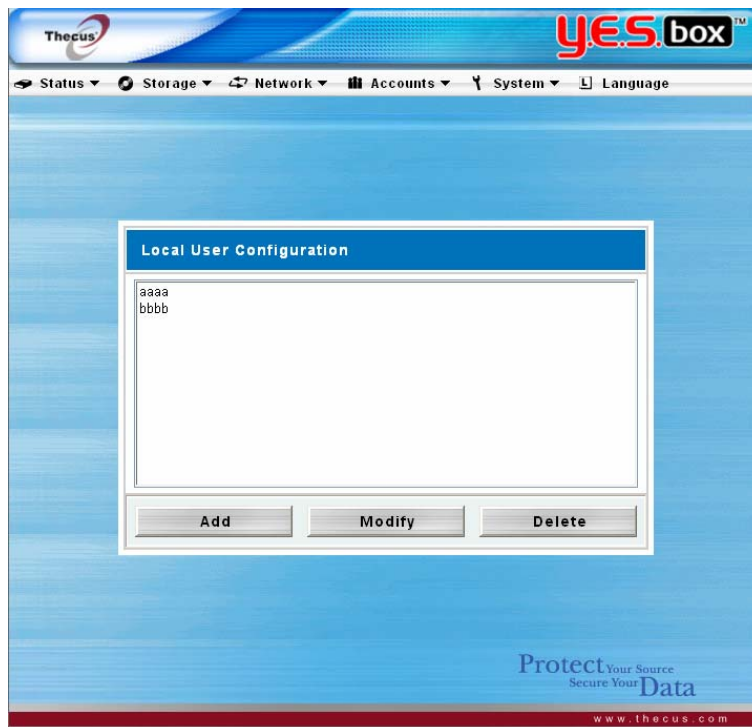 Thecus
Y.E.S.box™
Status Storage Network Accounts System L Language
Local User Configuration
aaaa
bbbb
Add Modify Delete
Protect Your Source
Secure Your Data
www.thecus.com